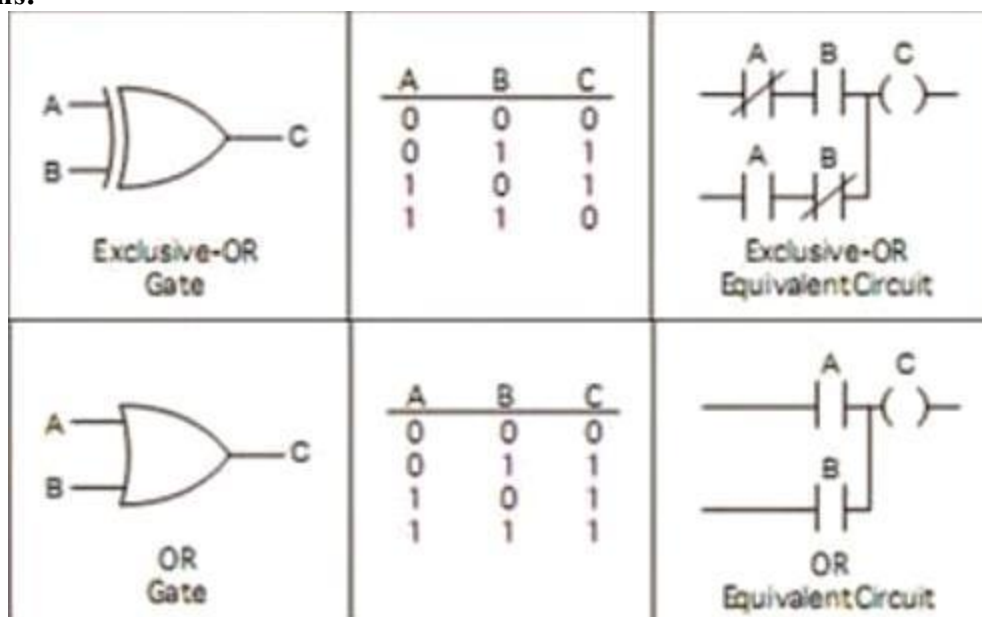 A
B
C
Exclusive-OR
Gate
A B C
0 0 0
0 1 1
1 0 1
1 1 0
A B C
A B
Exclusive-OR
Equivalent Circuit
A
B
C
OR
Gate
A B C
0 0 0
0 1 1
1 0 1
1 1 1
A C
B
OR
Equivalent Circuit